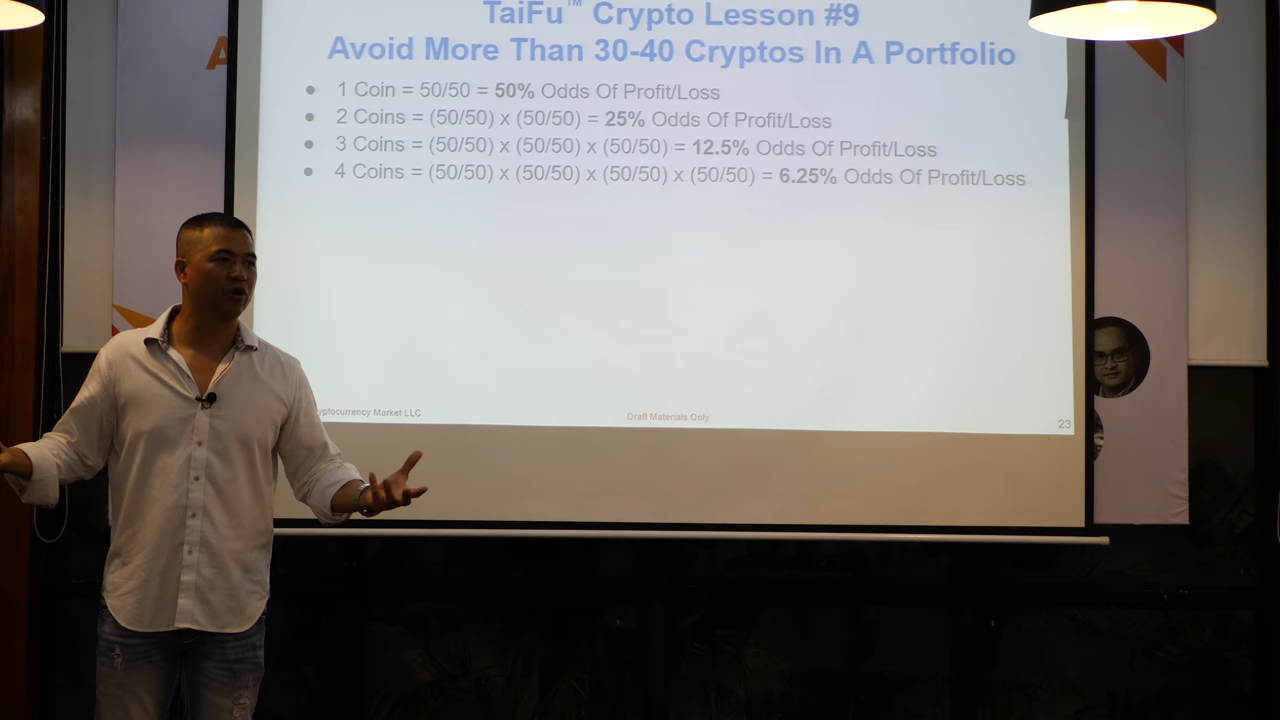 TaiFu™ Crypto Lesson #9
Avoid More Than 30-40 Cryptos In A Portfolio
● 1 Coin = 50/50 = 50% Odds Of Profit/Loss
● 2 Coins = (50/50) x (50/50) = 25% Odds Of Profit/Loss
● 3 Coins = (50/50) x (50/50) x (50/50) = 12.5% Odds Of Profit/Loss
● 4 Coins = (50/50) x (50/50) x (50/50) x (50/50) = 6.25% Odds Of Profit/Loss
yptocurrency Market LLC.
Draft Materials Only
23
A